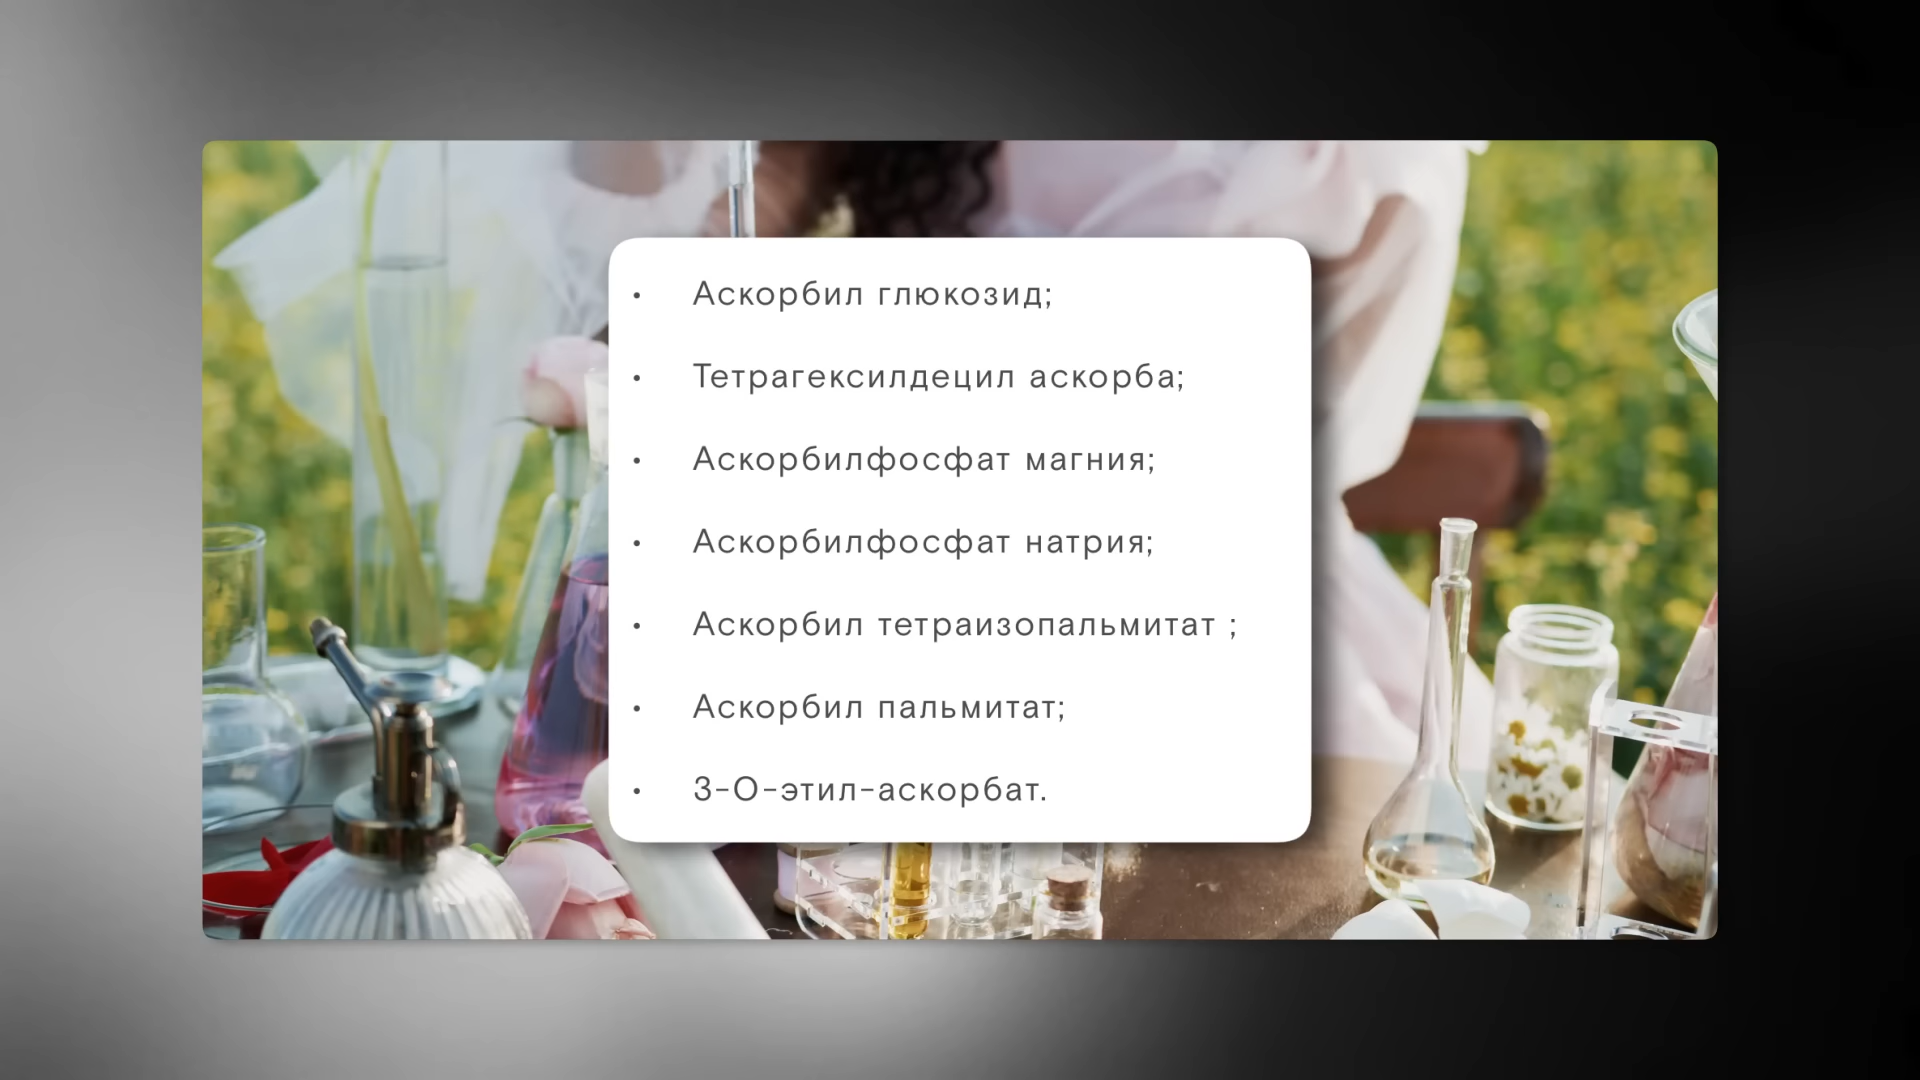 • Аскорбил глюкозид;
• Тетрагексилдецил аскорба;
• Аскорбилфосфат магния;
• Аскорбилфосфат натрия;
• Аскорбил тетраизопальмитат ;
• Аскорбил пальмитат;
• 3-О-этил-аскорбат.